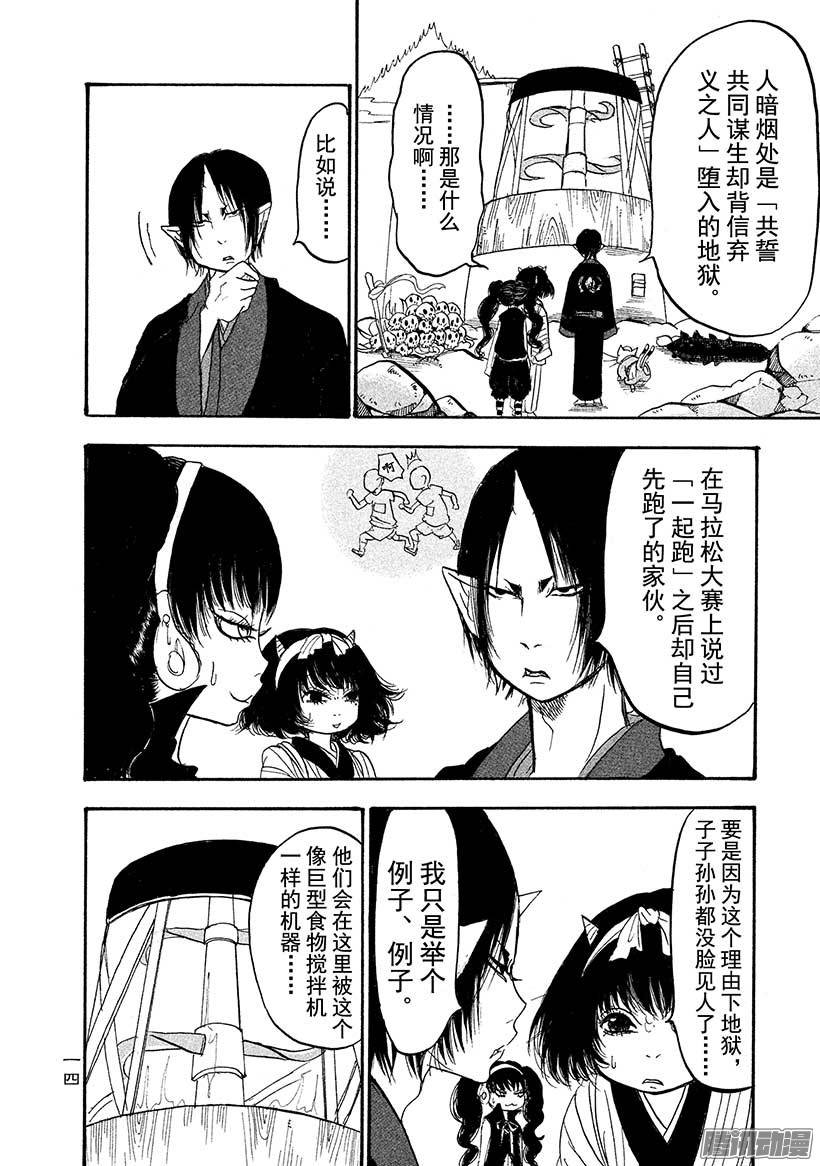 人暗烟处是「共誓
共同谋生却背信弃
义之人」堕入的地狱。
……那是什么
情况啊………
比如说……
在马拉松大赛上说过
「一起跑」之后却自己
先跑了的家伙。
啊
要是因为这个理由下地狱，
子子孙孙都没脸见人了……
我只是举个
例子、例子。
他们会在这里被这个
像巨型食物搅拌机
一样的机器………
一四
腾讯动漫